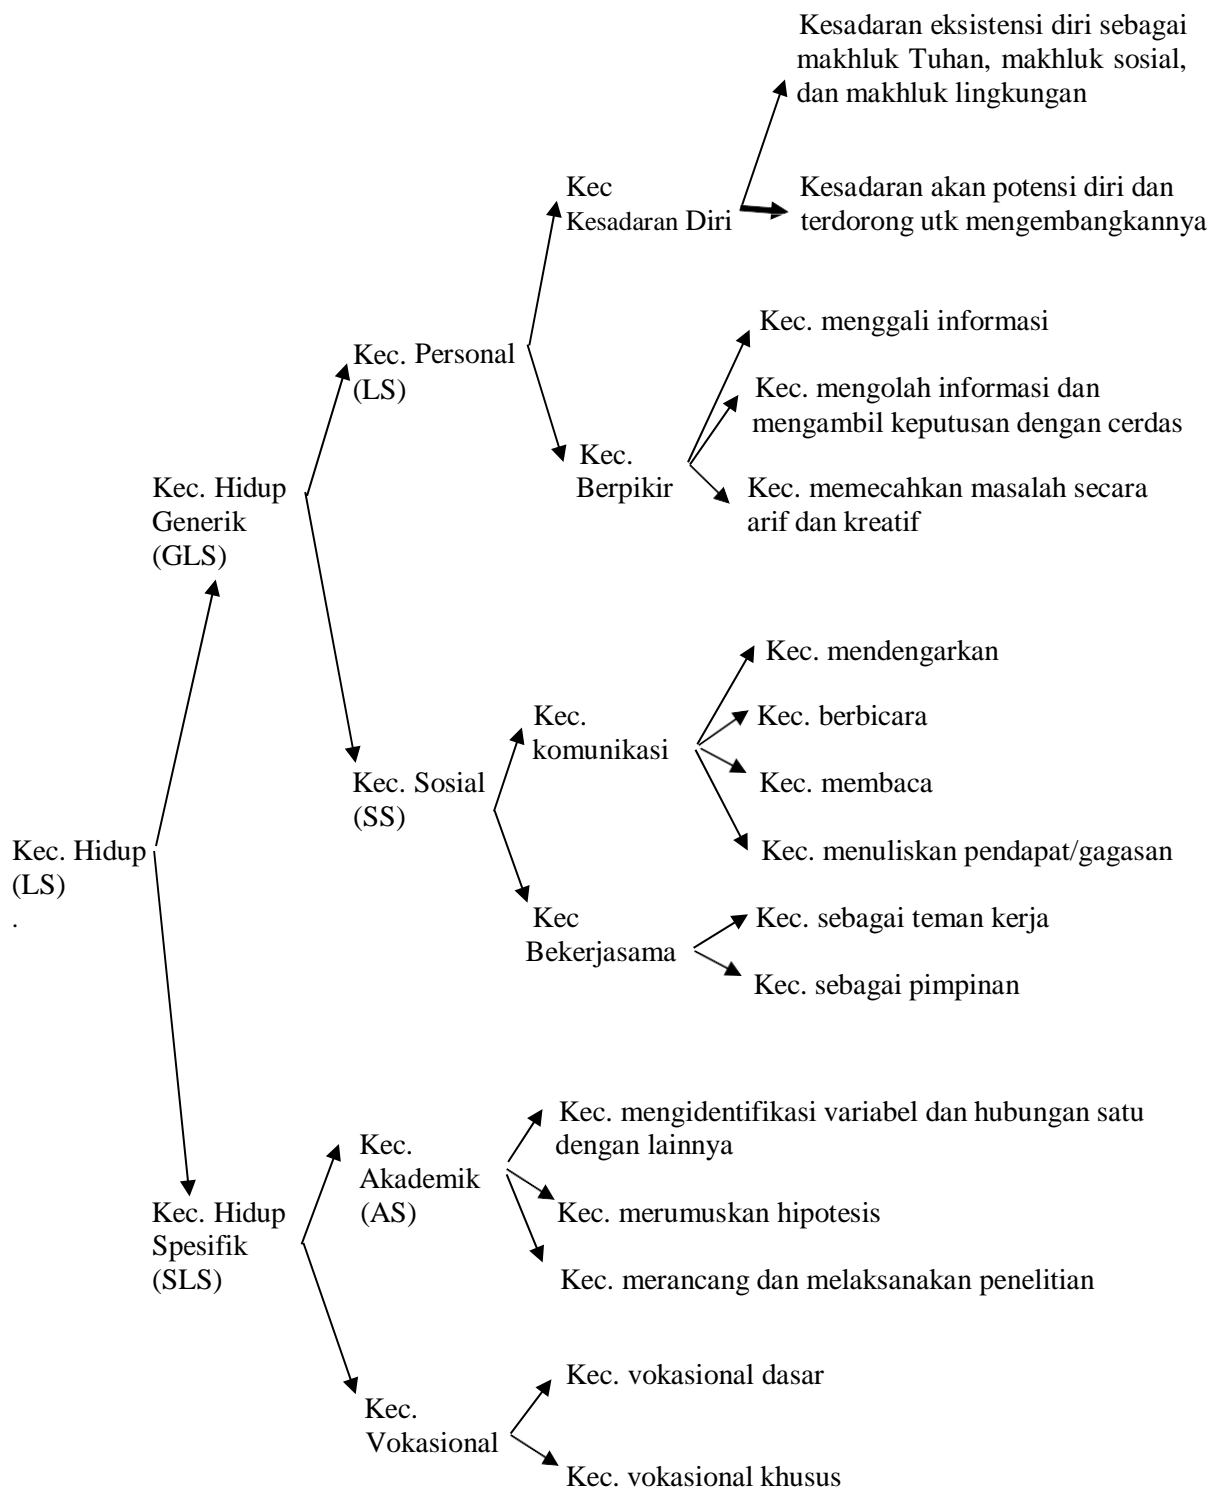 Kesadaran eksistensi diri sebagai
makhluk Tuhan, makhluk sosial,
dan makhluk lingkungan
Kec
Kesadaran Diri
Kesadaran akan potensi diri dan
terdorong utk mengembangkannya
Kec. Personal
(LS)
Kec. menggali informasi
Kec. mengolah informasi dan
mengambil keputusan dengan cerdas
Kec.
Berpikir
Kec. memecahkan masalah secara
arif dan kreatif
Kec. Hidup
Generik
(GLS)
Kec. mendengarkan
Kec.
komunikasi
Kec. berbicara
Kec. membaca
Kec. Sosial
(SS)
Kec. menuliskan pendapat/gagasan
Kec. Hidup
(LS)
.
Kec
Bekerjasama
Kec. sebagai teman kerja
Kec. sebagai pimpinan
Kec. mengidentifikasi variabel dan hubungan satu
dengan lainnya
Kec.
Akademik
(AS)
Kec. merumuskan hipotesis
Kec. Hidup
Spesifik
(SLS)
Kec. merancang dan melaksanakan penelitian
Kec. vokasional dasar
Kec.
Vokasional
Kec. vokasional khusus